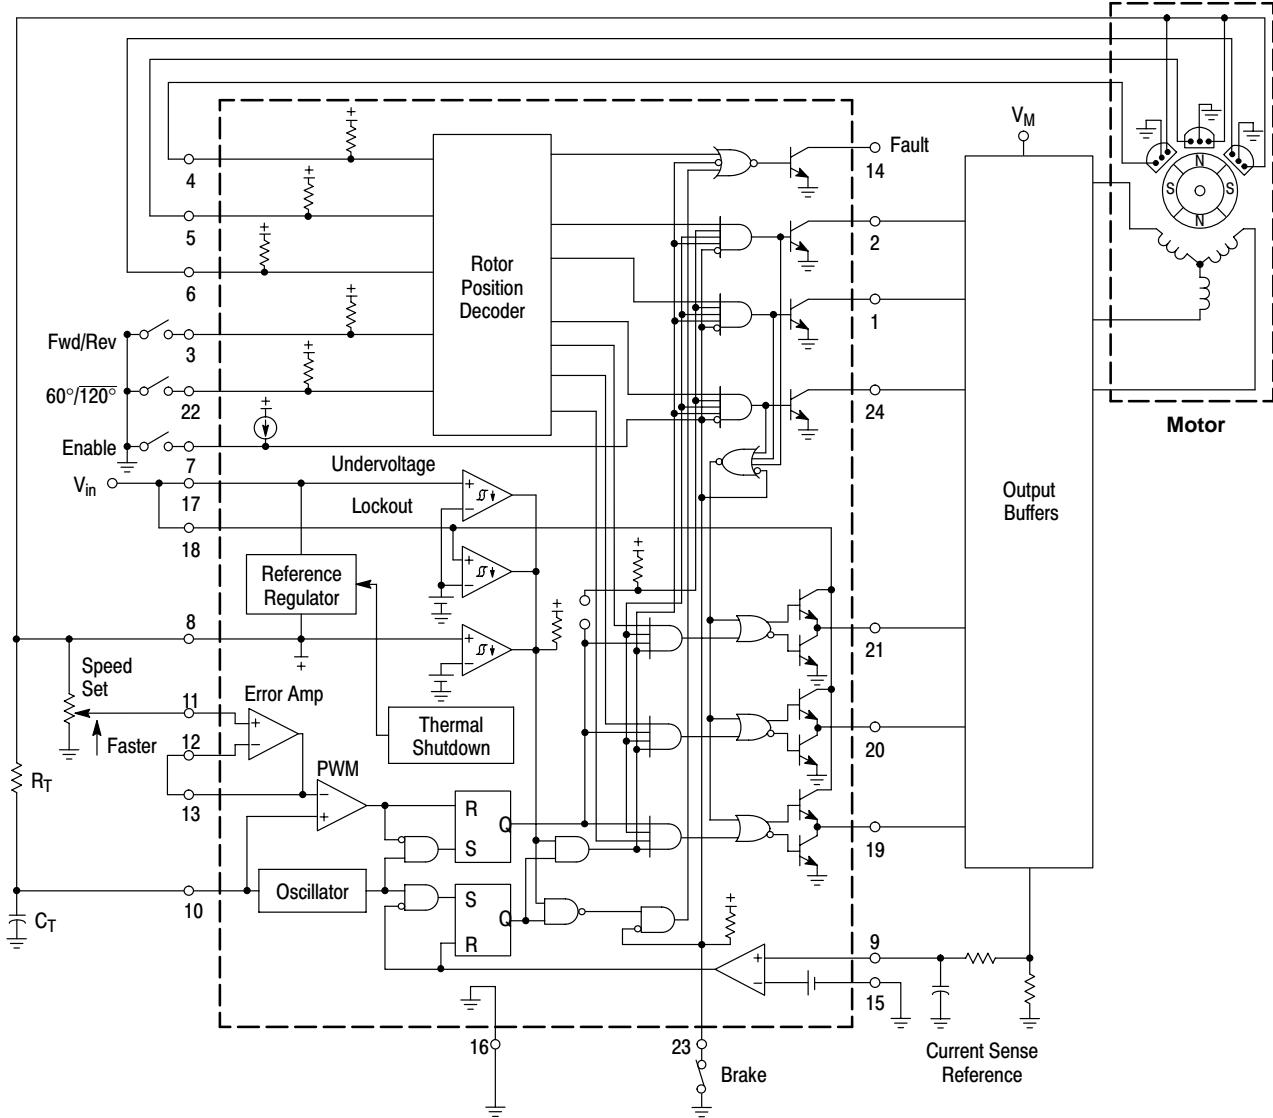 V_M
Fault
14
4
N
S
S
N
5
2
6
Rotor
Position
Decoder
Fwd/Rev
3
1
60°/120°
22
24
Motor
Enable
7
Undervoltage
V_in
17
Lockout
Output
Buffers
18
Reference
Regulator
8
21
Speed
Set
11
Error Amp
Thermal
Shutdown
Faster
12
20
R_T
PWM
13
R
Q
S
19
Oscillator
10
S
Q
R
C_T
9
15
16
23
Brake
Current Sense
Reference